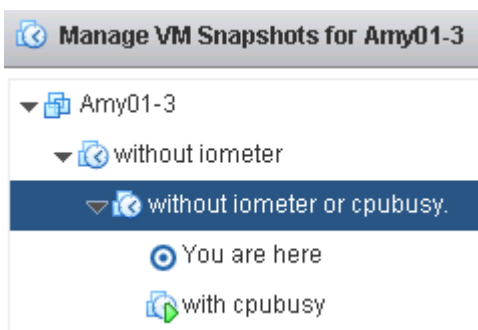 Manage VM Snapshots for Amy01-3
Amy01-3
without iometer
without iometer or cpubusy.
You are here
with cpubusy